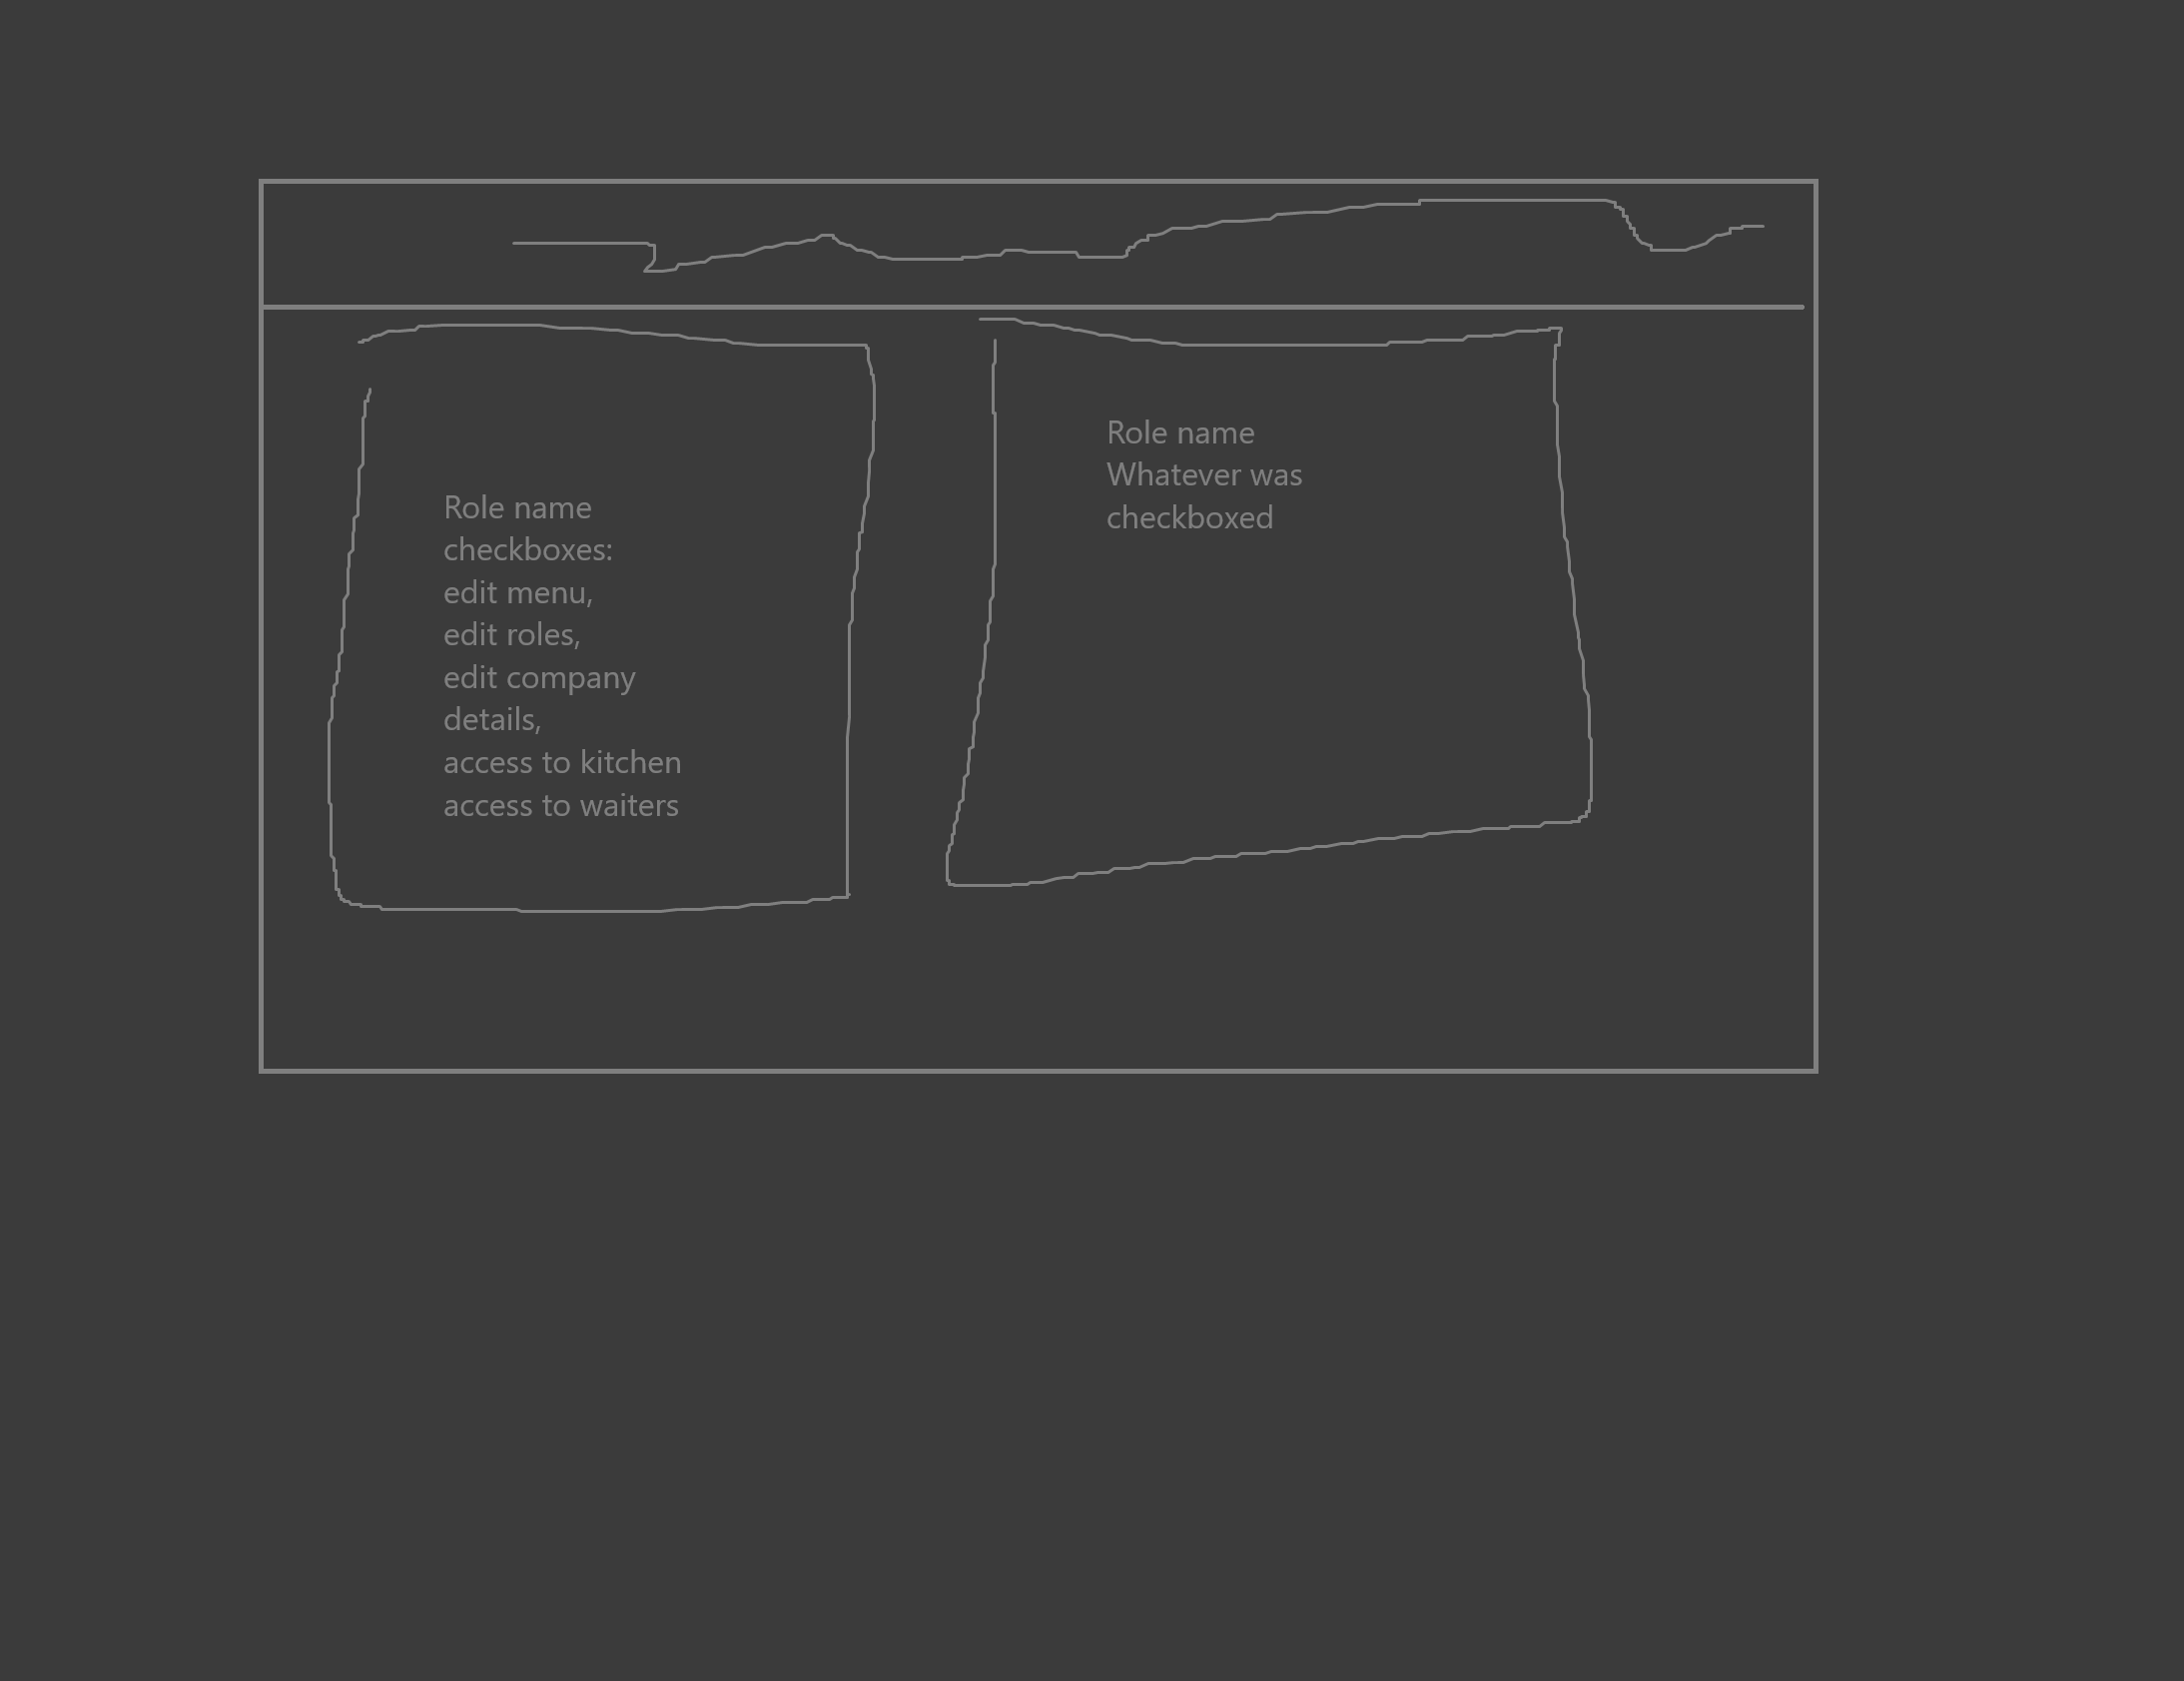 Role name
checkboxes:
edit menu,
edit roles,
edit company
details,
access to kitchen
access to waiters
Role name
Whatever was
checkboxed